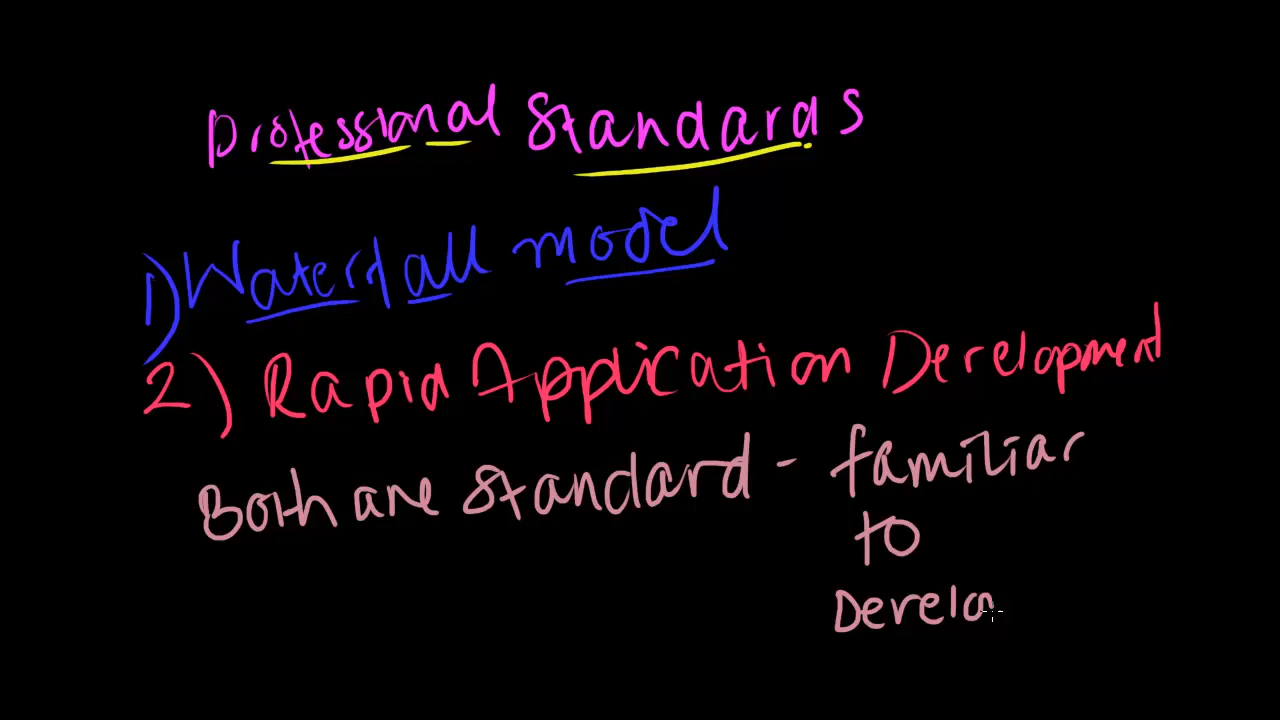 Professional Standards
1) Waterfall model
2) Rapid Application Development
Both are Standard - familiar
to
Develo